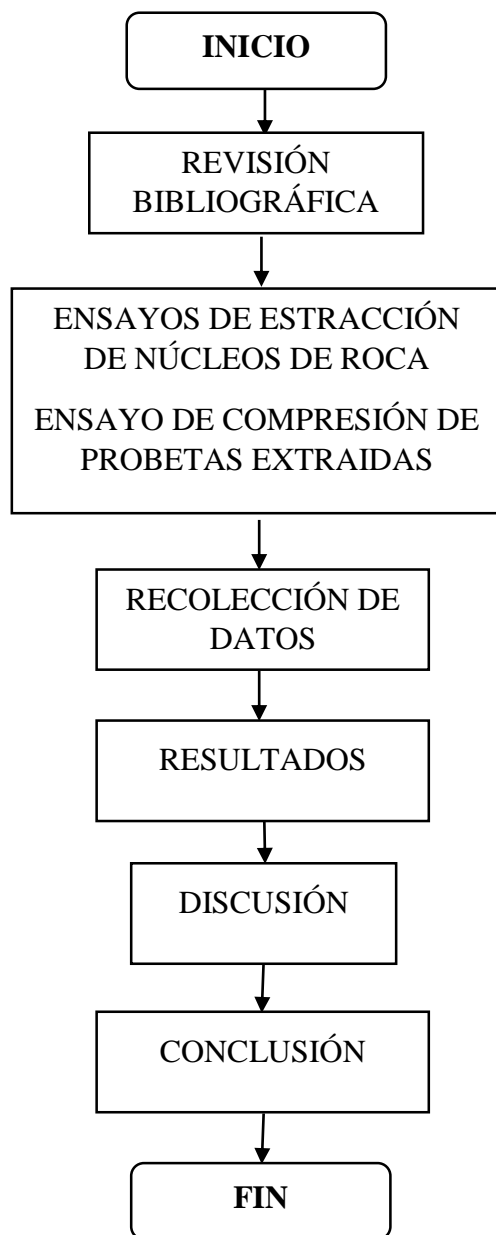 INICIO
REVISIÓN
BIBLIOGRÁFICA
ENSAYOS DE ESTRACCIÓN
DE NÚCLEOS DE ROCA
ENSAYO DE COMPRESIÓN DE
PROBETAS EXTRAIDAS
RECOLECCIÓN DE
DATOS
RESULTADOS
DISCUSIÓN
CONCLUSIÓN
FIN